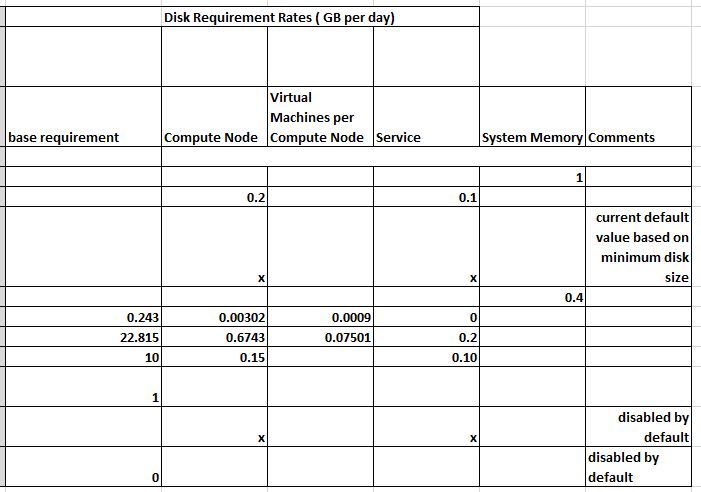 Disk Requirement Rates ( GB per day)
Virtual
Machines per
base requirement Compute Node Compute Node Service System Memory Comments
1
0.2 0.1
current default
value based on
minimum disk
x x size
0.4
0.243 0.00302 0.0009 0
22.815 0.6743 0.07501 0.2
10 0.15 0.10
1
disabled by
x x default
disabled by
0 default